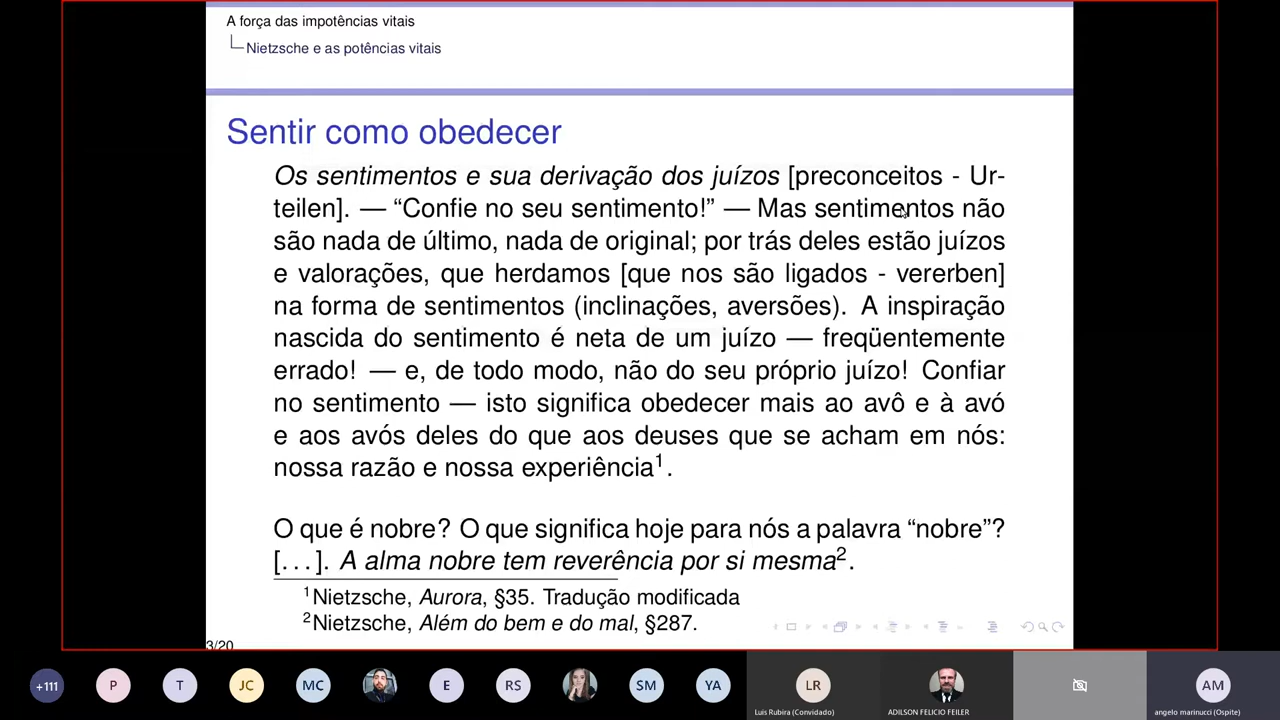 A força das impotências vitais
Nietzsche e as potências vitais
Sentir como obedecer
Os sentimentos e sua derivação dos juízos [preconceitos - Ur-
teilen]. — “Confie no seu sentimento!” — Mas sentimentos não
são nada de último, nada de original; por trás deles estão juízos
e valorações, que herdamos [que nos são ligados - vererben]
na forma de sentimentos (inclinações, aversões). A inspiração
nascida do sentimento é neta de um juízo — freqüentemente
errado! — e, de todo modo, não do seu próprio juízo! Confiar
no sentimento — isto significa obedecer mais ao avô e à avó
e aos avós deles do que aos deuses que se acham em nós:
nossa razão e nossa experiência¹.
O que é nobre? O que significa hoje para nós a palavra “nobre”?
[. . . ]. A alma nobre tem reverência por si mesma².
¹Nietzsche, Aurora, §35. Tradução modificada
²Nietzsche, Além do bem e do mal, §287.
3/20
+111 P T JC MC E RS SM YA LR AM
Luis Rubira (Convidado) ADILSON FELICIO FEILER angelo marinucci (Ospite)